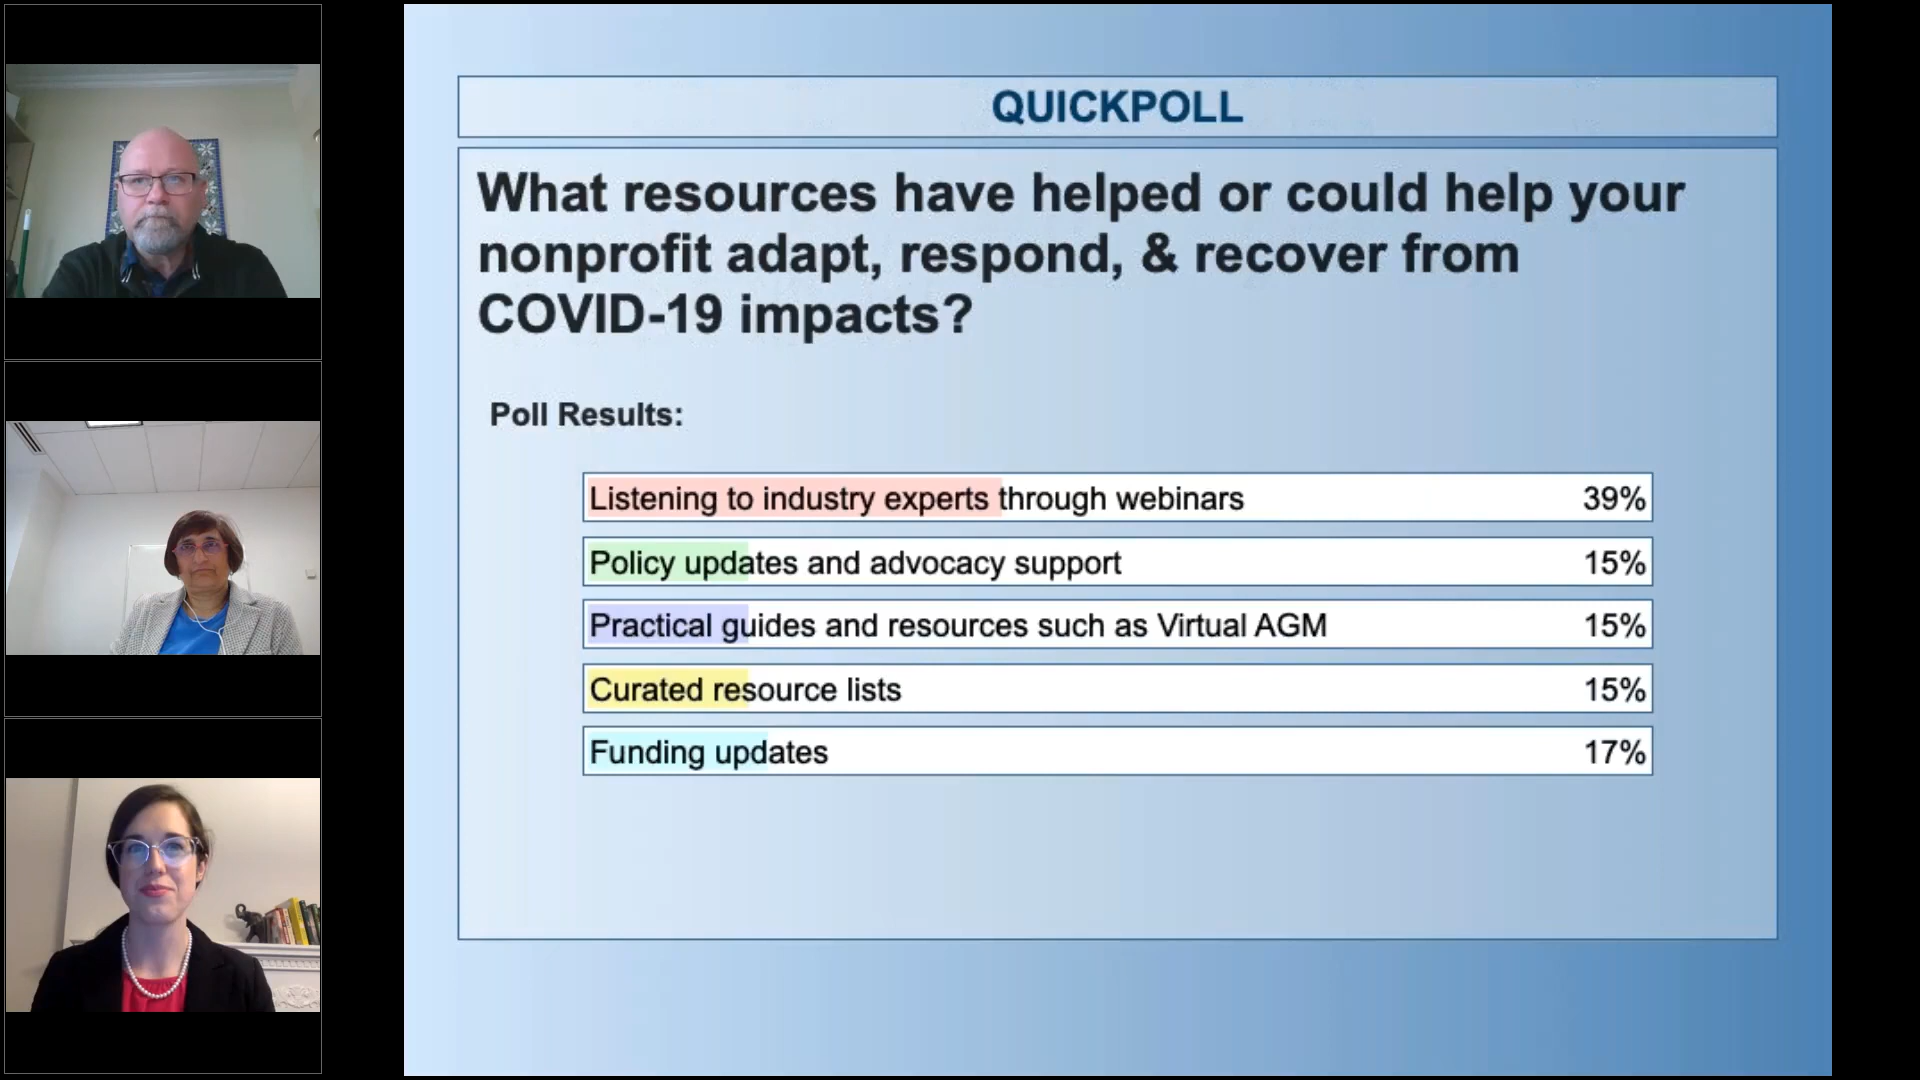 QUICKPOLL
What resources have helped or could help your
nonprofit adapt, respond, & recover from
COVID-19 impacts?
Poll Results:
Listening to industry experts through webinars 39%
Policy updates and advocacy support 15%
Practical guides and resources such as Virtual AGM 15%
Curated resource lists 15%
Funding updates 17%